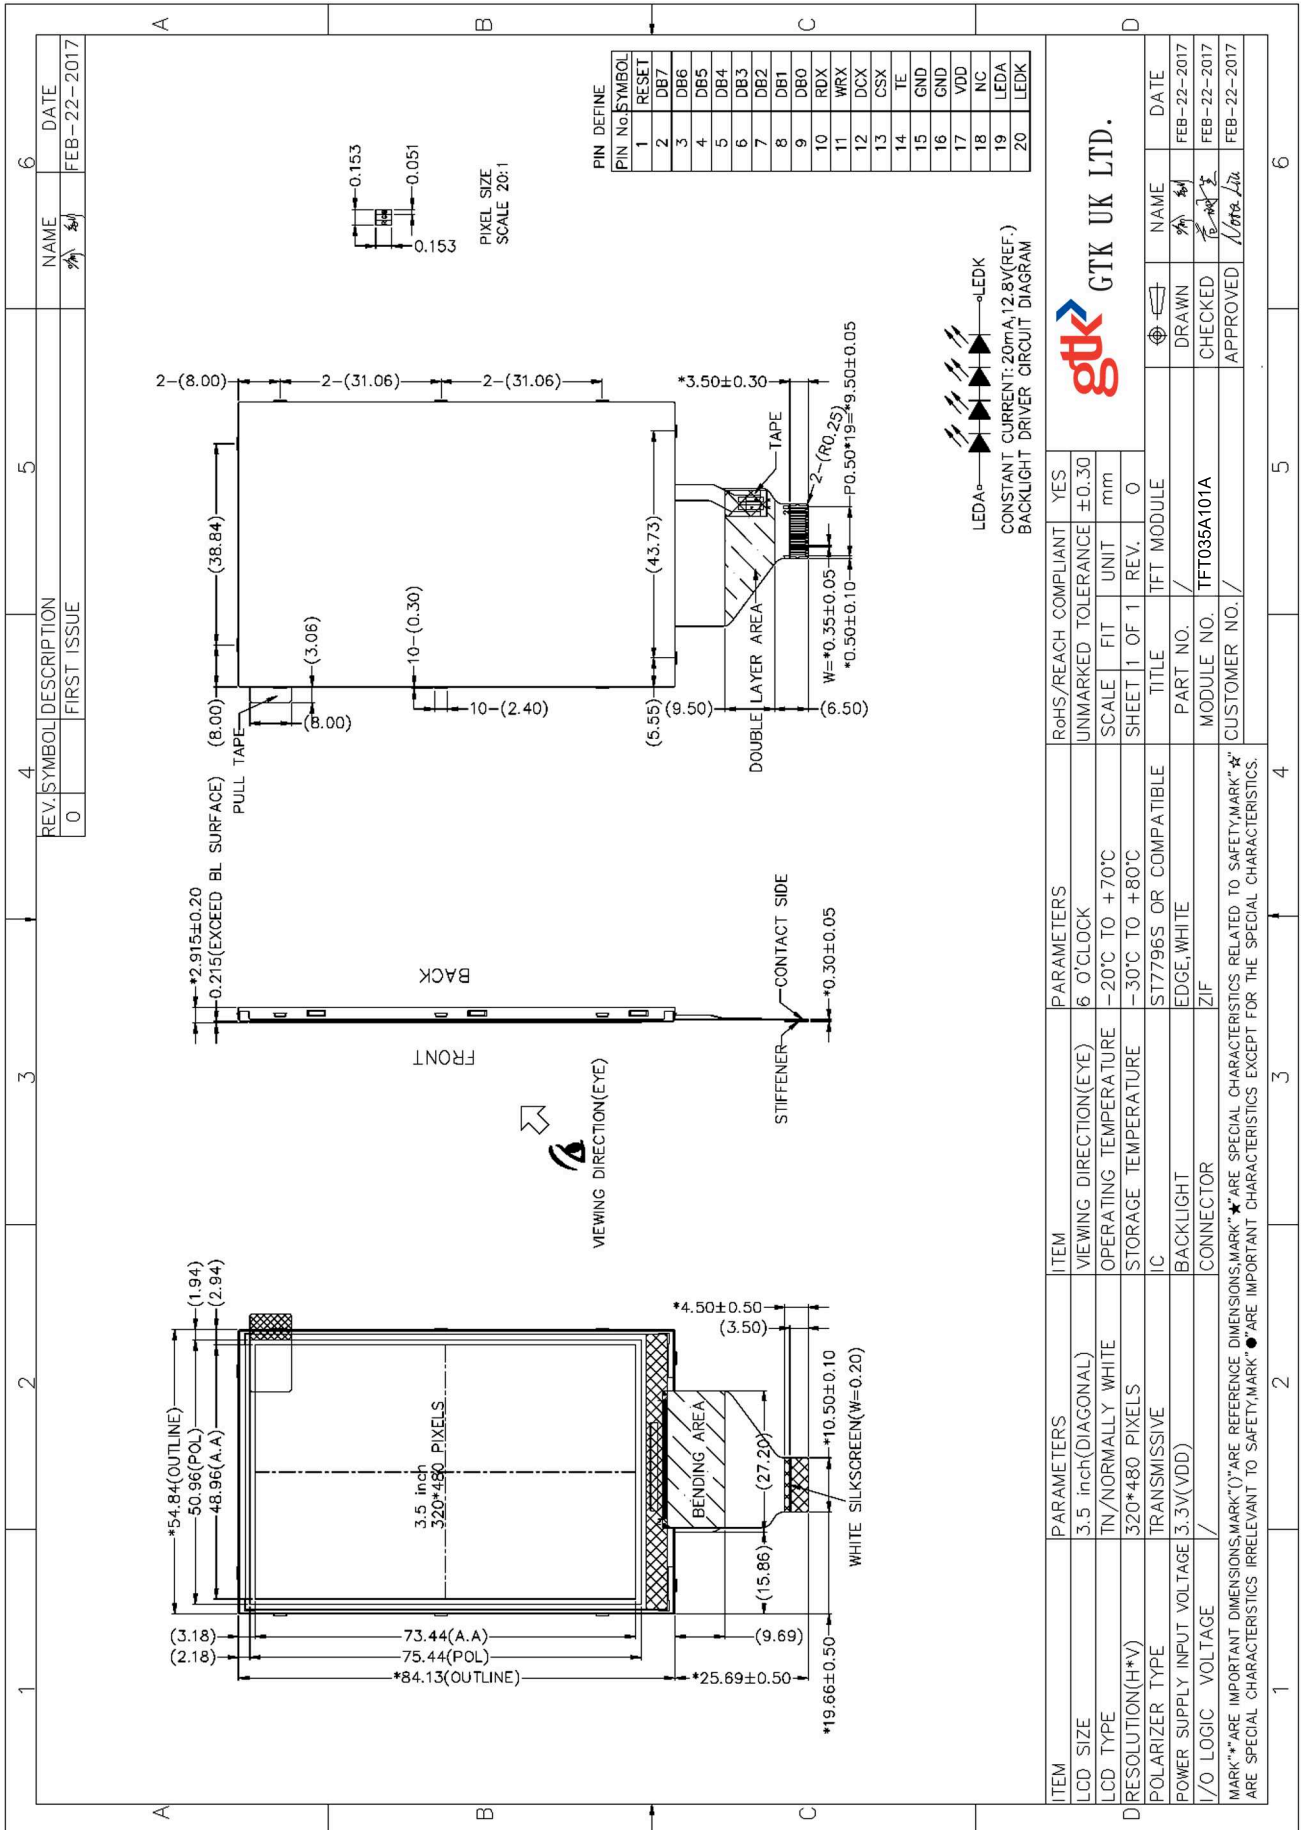 1
2
3
4
5
6
A
B
C
D
REV. SYMBOL DESCRIPTION NAME DATE
0 FIRST ISSUE FEB-22-2017
*54.84(OUTLINE)
50.96(POL)
48.96(A.A)
(1.94)
(2.94)
(3.18)
(2.18)
73.44(A.A)
75.44(POL)
*84.13(OUTLINE)
3.5 inch
320*480 PIXELS
BENDING AREA
(27.20)
(15.86)
(9.69)
*25.69±0.50
*19.66±0.50
*4.50±0.50
(3.50)
*10.50±0.10
WHITE SILKSCREEN(W=0.20)
*2.915±0.20
0.215(EXCEED BL SURFACE)
FRONT
BACK
VIEWING DIRECTION(EYE)
STIFFENER
CONTACT SIDE
*0.30±0.05
PULL TAPE
(8.00)
(38.84)
(8.00)
(3.06)
2-(8.00)
2-(31.06)
2-(31.06)
10-(0.30)
10-(2.40)
(5.55)
(43.73)
(9.50)
(6.50)
DOUBLE LAYER AREA
W=*0.35±0.05
*0.50±0.10
P0.50*19=*9.50±0.05
2-(R0.25)
*3.50±0.30
TAPE
20
0.153
0.051
0.153
PIXEL SIZE
SCALE 20:1
PIN DEFINE
PIN No. SYMBOL
1 RESET
2 DB7
3 DB6
4 DB5
5 DB4
6 DB3
7 DB2
8 DB1
9 DB0
10 RDX
11 WRX
12 DCX
13 CSX
14 TE
15 GND
16 GND
17 VDD
18 NC
19 LEDA
20 LEDK
LEDA
LEDK
CONSTANT CURRENT:20mA,12.8V(REF.)
BACKLIGHT DRIVER CIRCUIT DIAGRAM
ITEM PARAMETERS ITEM PARAMETERS
LCD SIZE 3.5 inch(DIAGONAL) VIEWING DIRECTION(EYE) 6 O'CLOCK
LCD TYPE TN/NORMALLY WHITE OPERATING TEMPERATURE -20°C TO +70°C
RESOLUTION(H*V) 320*480 PIXELS STORAGE TEMPERATURE -30°C TO +80°C
POLARIZER TYPE TRANSMISSIVE IC ST7796S OR COMPATIBLE
POWER SUPPLY INPUT VOLTAGE 3.3V(VDD) BACKLIGHT EDGE,WHITE
I/O LOGIC VOLTAGE / CONNECTOR ZIF
MARK"*"ARE IMPORTANT DIMENSIONS,MARK"()"ARE REFERENCE DIMENSIONS,MARK"★"ARE SPECIAL CHARACTERISTICS RELATED TO SAFETY,MARK"☆"
ARE SPECIAL CHARACTERISTICS IRRELEVANT TO SAFETY,MARK"●"ARE IMPORTANT CHARACTERISTICS EXCEPT FOR THE SPECIAL CHARACTERISTICS.
RoHS/REACH COMPLIANT YES
UNMARKED TOLERANCE ±0.30
SCALE FIT UNIT mm
SHEET 1 OF 1 REV. 0
TITLE TFT MODULE
PART NO. /
MODULE NO. TFT035A101A
CUSTOMER NO. /
gtk GTK UK LTD.
NAME DATE
DRAWN FEB-22-2017
CHECKED FEB-22-2017
APPROVED Nora Liu FEB-22-2017
1
2
3
4
5
6
A
B
C
D